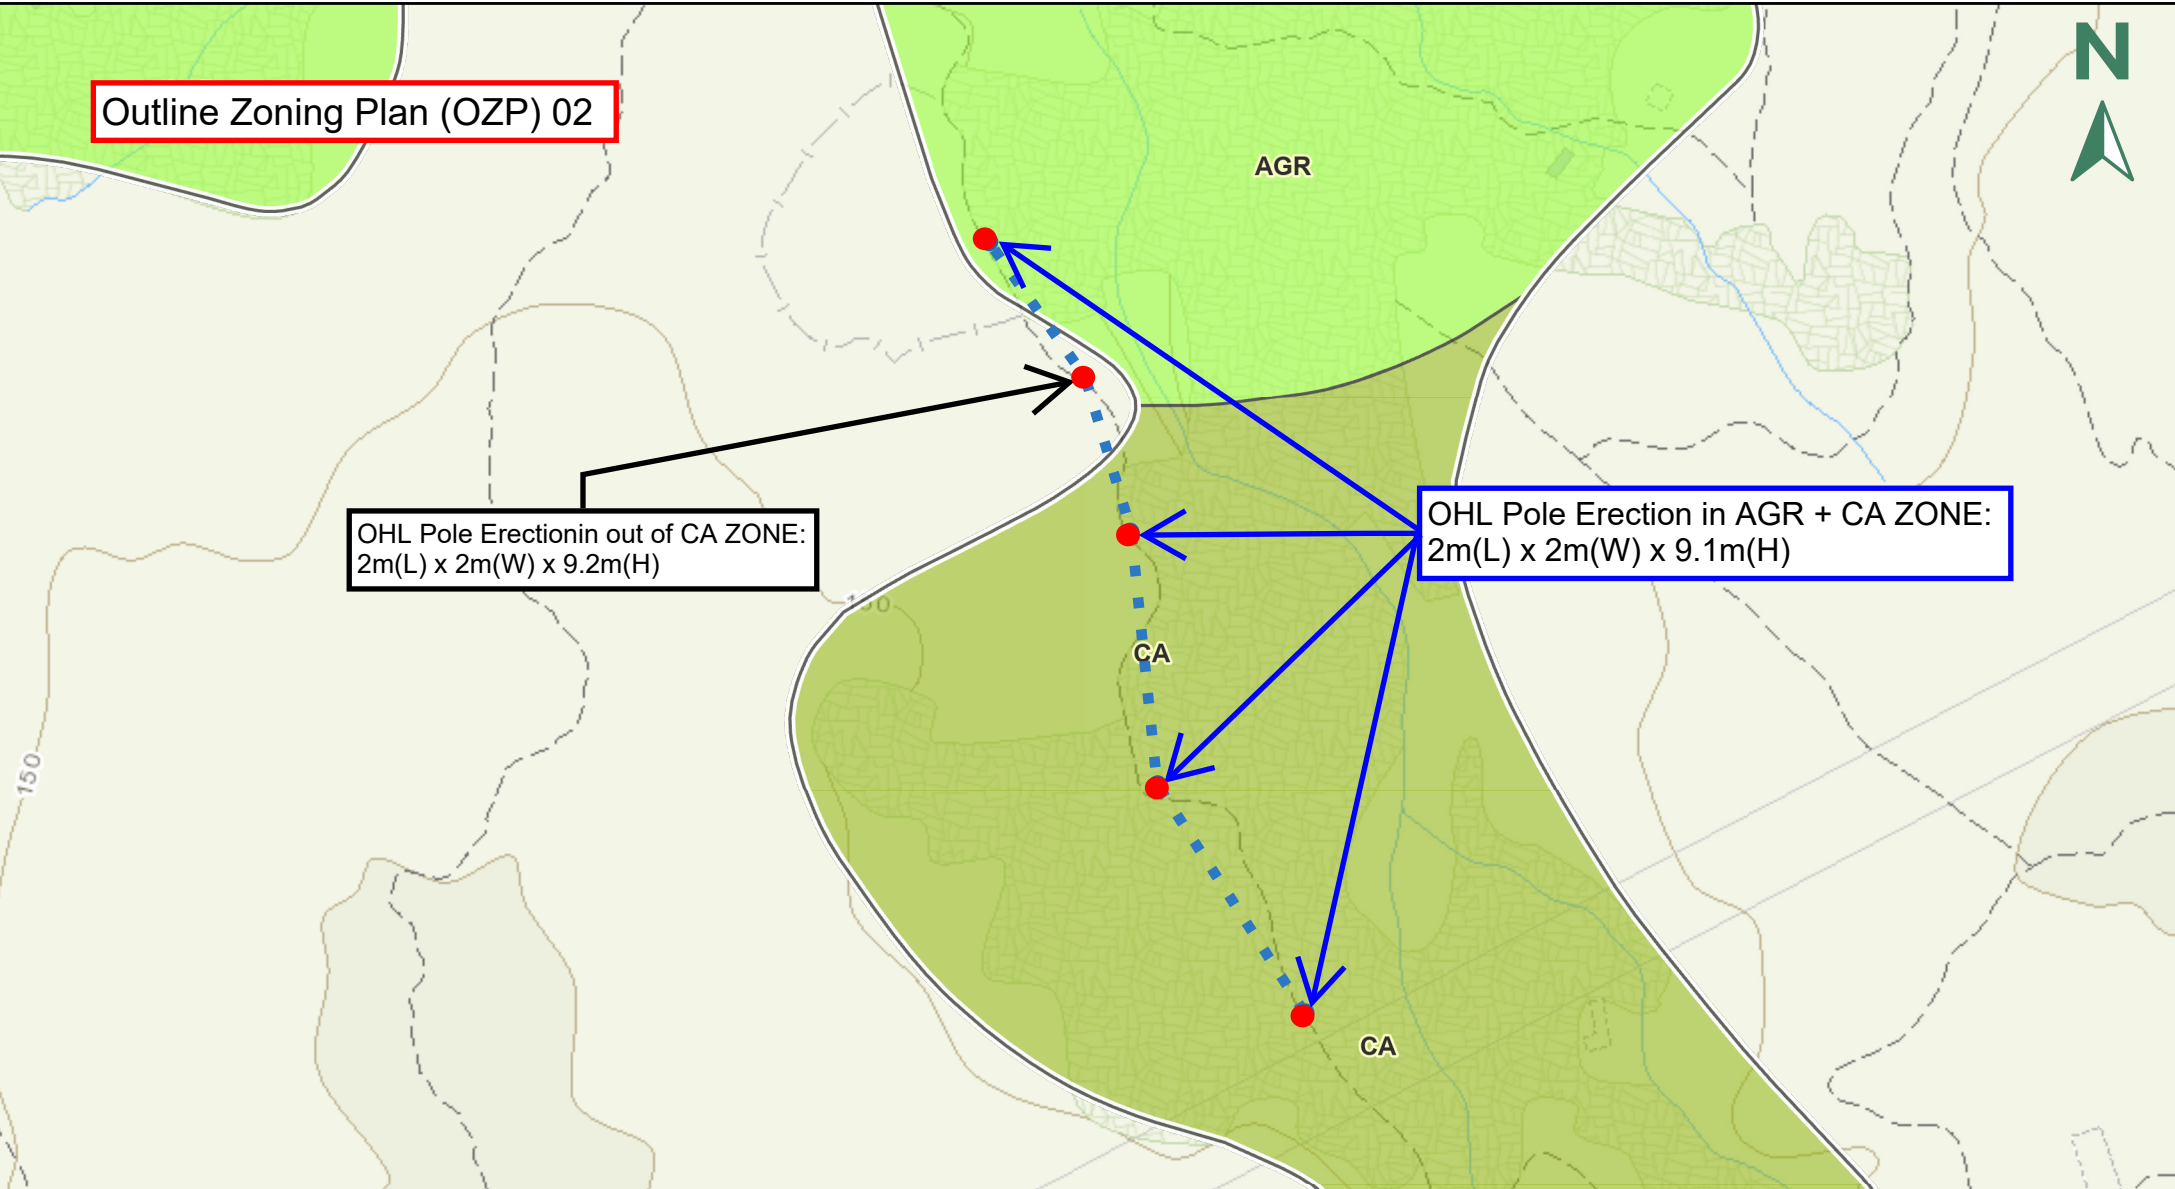 N
Outline Zoning Plan (OZP) 02
AGR
OHL Pole Erection in AGR + CA ZONE:
2m(L) x 2m(W) x 9.1m(H)
OHL Pole Erectionin out of CA ZONE:
2m(L) x 2m(W) x 9.2m(H)
CA
150
CA